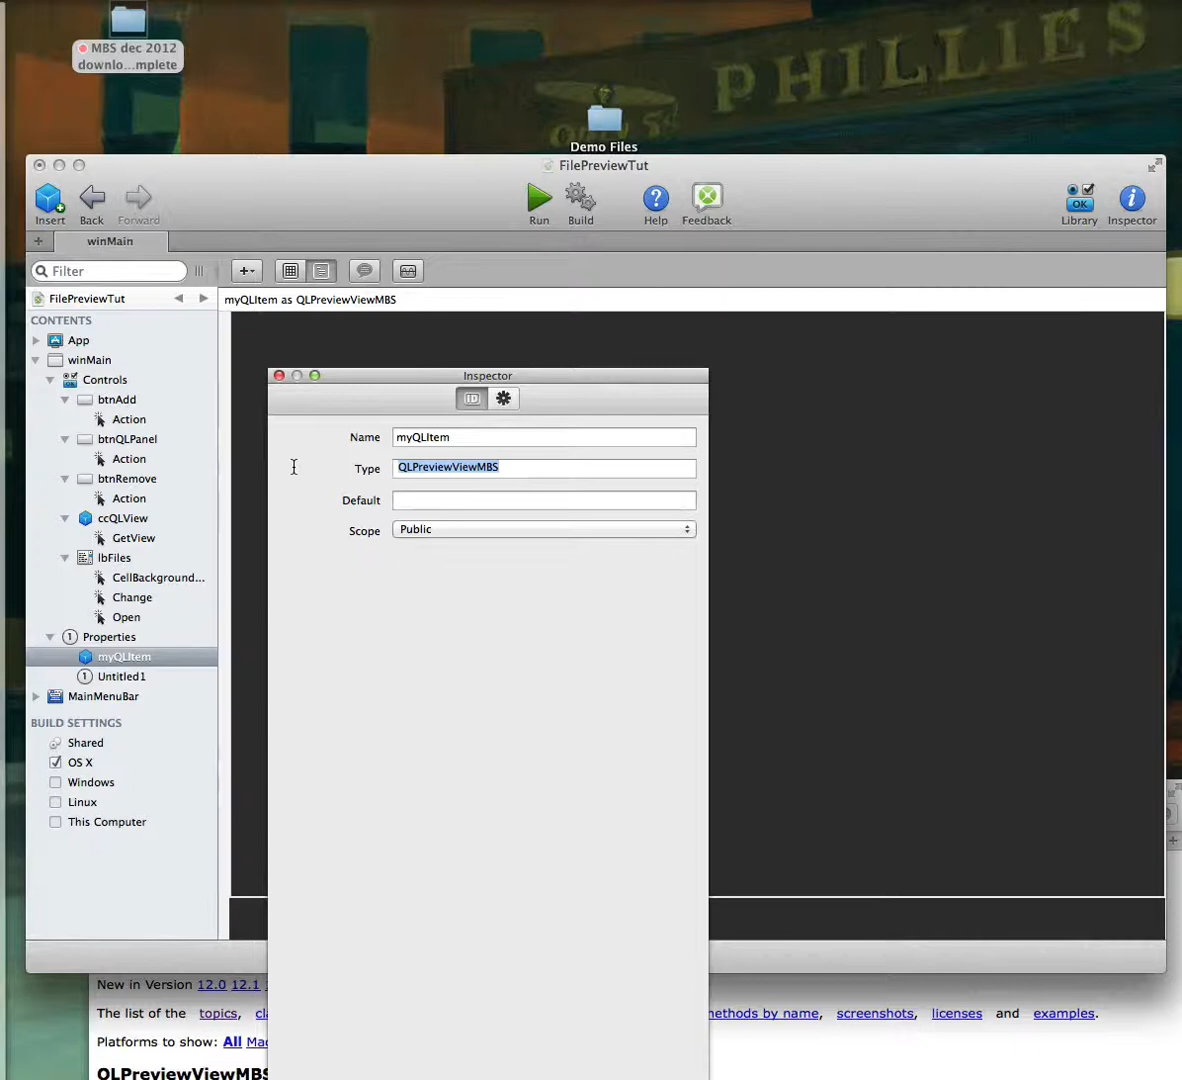 PHILLIES
MBS dec 2012
downlo...mplete
Demo Files
FilePreviewTut
Insert
Back
Forward
Run
Build
Help
Feedback
OK
Library
Inspector
winMain
Filter
FilePreviewTut
myQLItem as QLPreviewViewMBS
CONTENTS
App
winMain
Controls
btnAdd
Action
btnQLPanel
Action
btnRemove
Action
ccQLView
GetView
lbFiles
CellBackground...
Change
Open
Properties
myQLItem
Untitled1
MainMenuBar
BUILD SETTINGS
Shared
OS X
Windows
Linux
This Computer
Inspector
ID
Name myQLItem
Type QLPreviewViewMBS
Default
Scope Public
New in Version 12.0 12.1
The list of the topics, methods by name, screenshots, licenses and examples.
Platforms to show: All
QLPreviewViewMBS